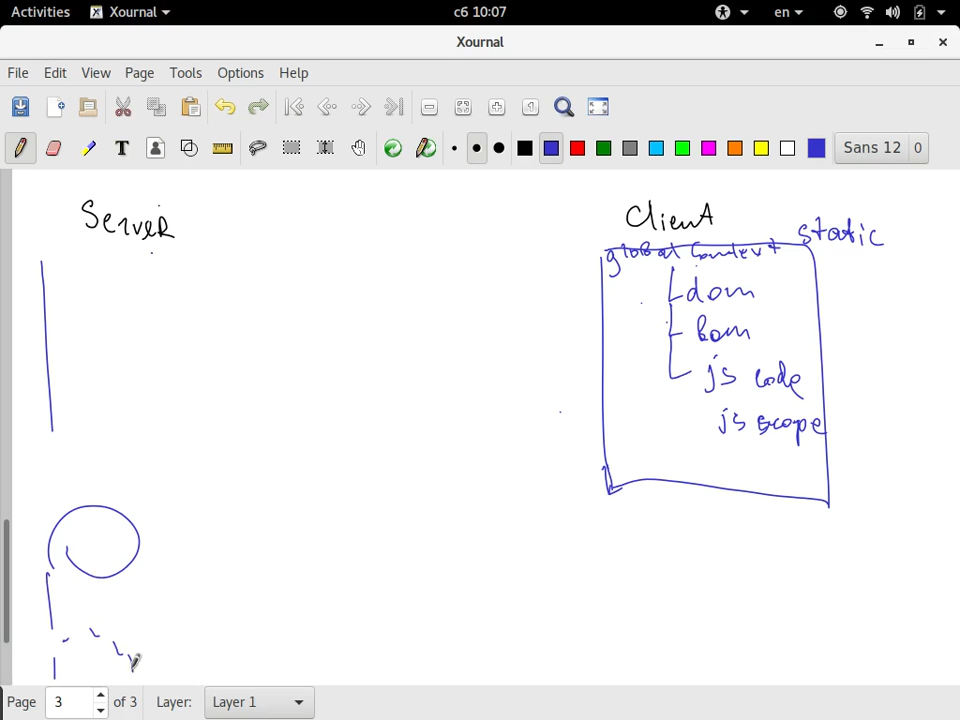 Activities Xournal сб 10:07 en
Xournal
File Edit View Page Tools Options Help
Sans 12 0
Server
Client
static
global context
dom
bom
js code
js scope
Page 3 of 3 Layer: Layer 1